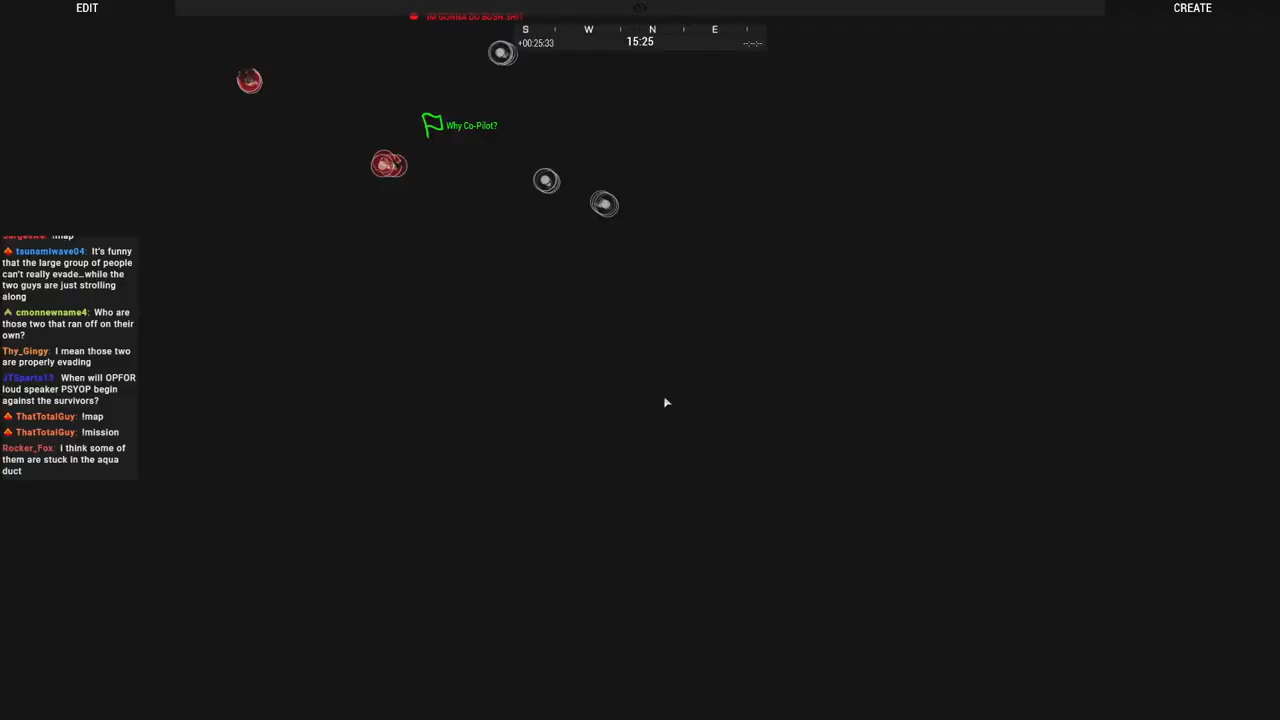 EDIT
CREATE
IM GONNA DO BUSH SHIT
S W N E
+00:25:33 15:25 --:--:--
Why Co-Pilot?
!map
tsunamiwave04: It's funny
that the large group of people
can't really evade...while the
two guys are just strolling
along
cmonnewname4: Who are
those two that ran off on their
own?
Thy_Gingy: I mean those two
are properly evading
JTSparta13: When will OPFOR
loud speaker PSYOP begin
against the survivors?
ThatTotalGuy: !map
ThatTotalGuy: !mission
Rocker_Fox: I think some of
them are stuck in the aqua
duct